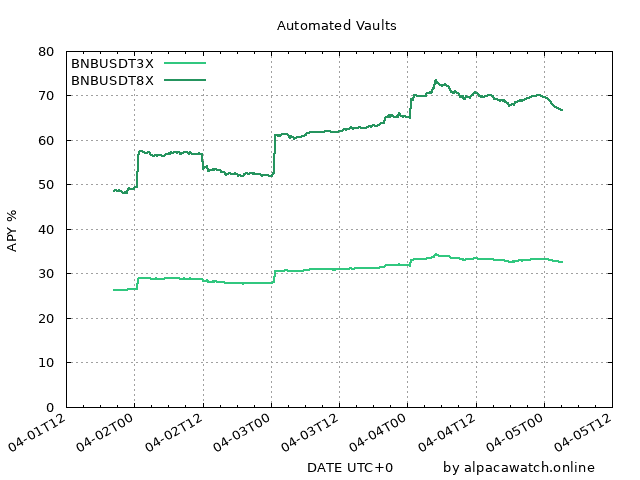 Automated Vaults
BNBUSDT3X
BNBUSDT8X
APY %
80
70
60
50
40
30
20
10
0
04-01T12
04-02T00
04-02T12
04-03T00
04-03T12
04-04T00
04-04T12
04-05T00
04-05T12
DATE UTC+0
by alpacawatch.online